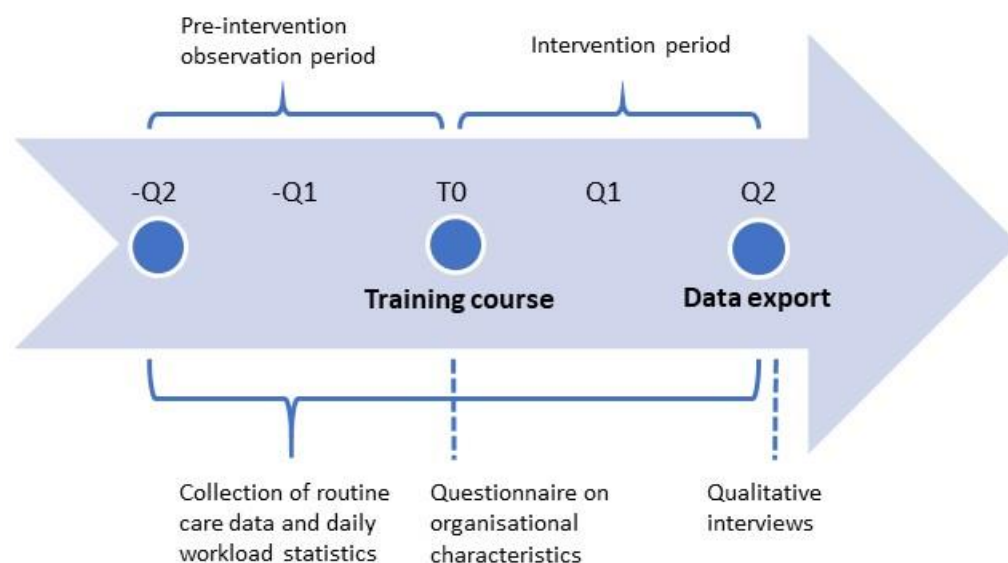 Pre-intervention
observation period
Intervention period
-Q2
-Q1
T0
Q1
Q2
Training course
Data export
Collection of routine
care data and daily
workload statistics
Questionnaire on
organisational
characteristics
Qualitative
interviews